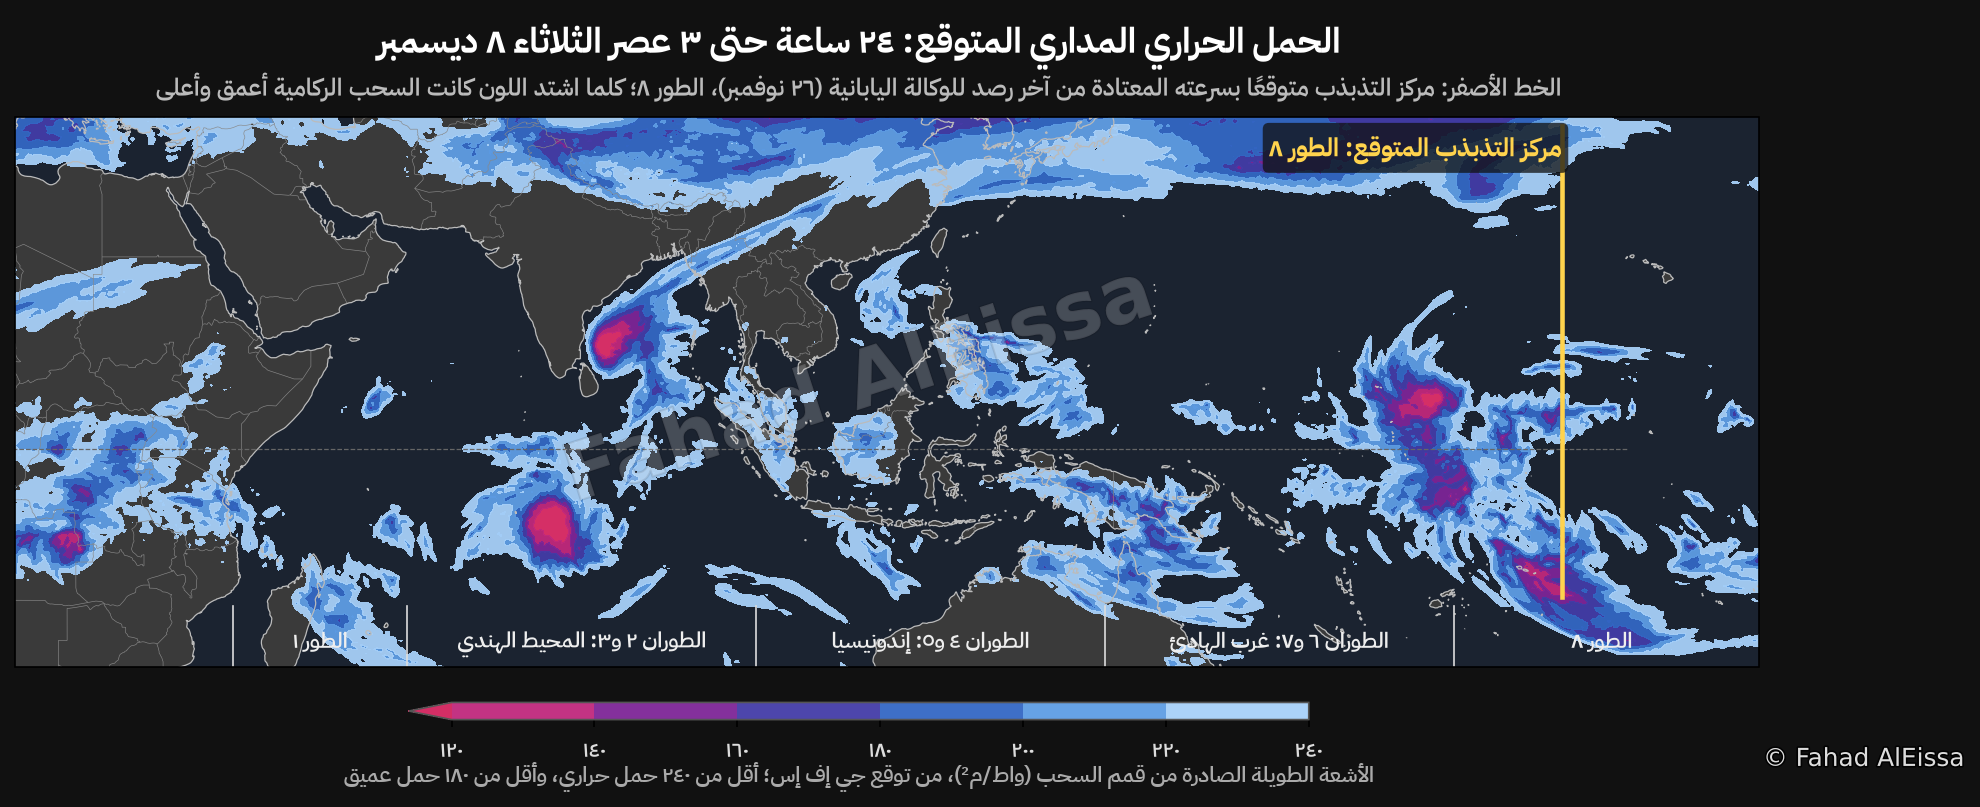 الحمل الحراري المداري المتوقع: ٢٤ ساعة حتى ٣ عصر الثلاثاء ٨ ديسمبر
الخط الأصفر: مركز التذبذب متوقعًا بسرعته المعتادة من آخر رصد للوكالة اليابانية (٢٦ نوفمبر)، الطور ٨؛ كلما اشتد اللون كانت السحب الركامية أعمق وأعلى
مركز التذبذب المتوقع: الطور ٨
Fahad AlEissa
الطور ١
الطوران ٢ و٣: المحيط الهندي
الطوران ٤ و٥: إندونيسيا
الطوران ٦ و٧: غرب الهادئ
الطور ٨
١٢٠ ١٤٠ ١٦٠ ١٨٠ ٢٠٠ ٢٢٠ ٢٤٠
الأشعة الطويلة الصادرة من قمم السحب (واط/م²)، من توقع جي إف إس؛ أقل من ٢٤٠ حمل حراري، وأقل من ١٨٠ حمل عميق
© Fahad AlEissa